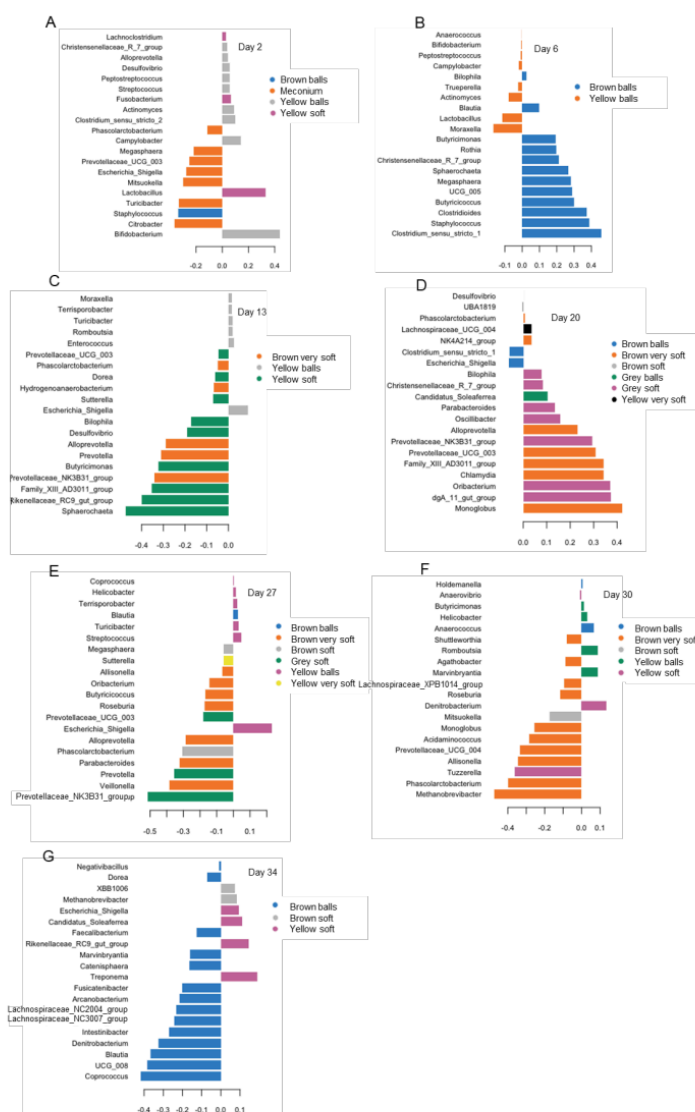 A
Day 2
Lachnoclostridium
Christensenellaceae_R_7_group
Alloprevotella
Desulfovibrio
Peptostreptococcus
Streptococcus
Fusobacterium
Actinomyces
Clostridium_sensu_stricto_2
Phascolarctobacterium
Campylobacter
Megasphaera
Prevotellaceae_UCG_003
Escherichia_Shigella
Mitsuokella
Lactobacillus
Turicibacter
Staphylococcus
Citrobacter
Bifidobacterium
Brown balls
Meconium
Yellow balls
Yellow soft
-0.2 0.0 0.2 0.4
B
Day 6
Anaerococcus
Bifidobacterium
Peptostreptococcus
Campylobacter
Bilophila
Trueperella
Actinomyces
Blautia
Lactobacillus
Moraxella
Butyricimonas
Rothia
Christensenellaceae_R_7_group
Sphaerochaeta
Megasphaera
UCG_005
Butyricicoccus
Clostridioides
Staphylococcus
Clostridium_sensu_stricto_1
Brown balls
Yellow balls
-0.1 0.0 0.1 0.2 0.3 0.4
C
Day 13
Moraxella
Terrisporobacter
Turicibacter
Romboutsia
Enterococcus
Prevotellaceae_UCG_003
Phascolarctobacterium
Dorea
Hydrogenoanaerobacterium
Sutterella
Escherichia_Shigella
Bilophila
Desulfovibrio
Alloprevotella
Prevotella
Butyricimonas
Prevotellaceae_NK3B31_group
Family_XIII_AD3011_group
Rikenellaceae_RC9_gut_group
Sphaerochaeta
Brown very soft
Yellow balls
Yellow soft
-0.4 -0.3 -0.2 -0.1 0.0
D
Day 20
Desulfovibrio
UBA1819
Phascolarctobacterium
Lachnospiraceae_UCG_004
NK4A214_group
Clostridium_sensu_stricto_1
Escherichia_Shigella
Bilophila
Christensenellaceae_R_7_group
Candidatus_Soleaferrea
Parabacteroides
Oscillibacter
Alloprevotella
Prevotellaceae_NK3B31_group
Prevotellaceae_UCG_003
Family_XIII_AD3011_group
Chlamydia
Oribacterium
dgA_11_gut_group
Monoglobus
Brown balls
Brown very soft
Brown soft
Grey balls
Grey soft
Yellow very soft
0.0 0.1 0.2 0.3 0.4
E
Day 27
Coprococcus
Helicobacter
Terrisporobacter
Blautia
Turicibacter
Streptococcus
Megasphaera
Sutterella
Allisonella
Oribacterium
Butyricicoccus
Roseburia
Prevotellaceae_UCG_003
Escherichia_Shigella
Alloprevotella
Phascolarctobacterium
Parabacteroides
Prevotella
Veillonella
Prevotellaceae_NK3B31_group
Brown balls
Brown very soft
Brown soft
Grey soft
Yellow balls
Yellow very soft
-0.5 -0.3 -0.1 0.1
F
Day 30
Holdemanella
Anaerovibrio
Butyricimonas
Helicobacter
Anaerococcus
Shuttleworthia
Romboutsia
Agathobacter
Marvinbryantia
Lachnospiraceae_XPB1014_group
Roseburia
Denitrobacterium
Mitsuokella
Monoglobus
Acidaminococcus
Prevotellaceae_UCG_004
Allisonella
Tuzzerella
Phascolarctobacterium
Methanobrevibacter
Brown balls
Brown very soft
Brown soft
Yellow balls
Yellow soft
-0.4 -0.3 -0.2 -0.1 0.0 0.1
G
Day 34
Negativibacillus
Dorea
XBB1006
Methanobrevibacter
Escherichia_Shigella
Candidatus_Soleaferrea
Faecalibacterium
Rikenellaceae_RC9_gut_group
Marvinbryantia
Catenisphaera
Treponema
Fusicatenibacter
Arcanobacterium
Lachnospiraceae_NC2004_group
Lachnospiraceae_NC3007_group
Intestinibacter
Denitrobacterium
Blautia
UCG_008
Coprococcus
Brown balls
Brown soft
Yellow soft
-0.4 -0.3 -0.2 -0.1 0.0 0.1